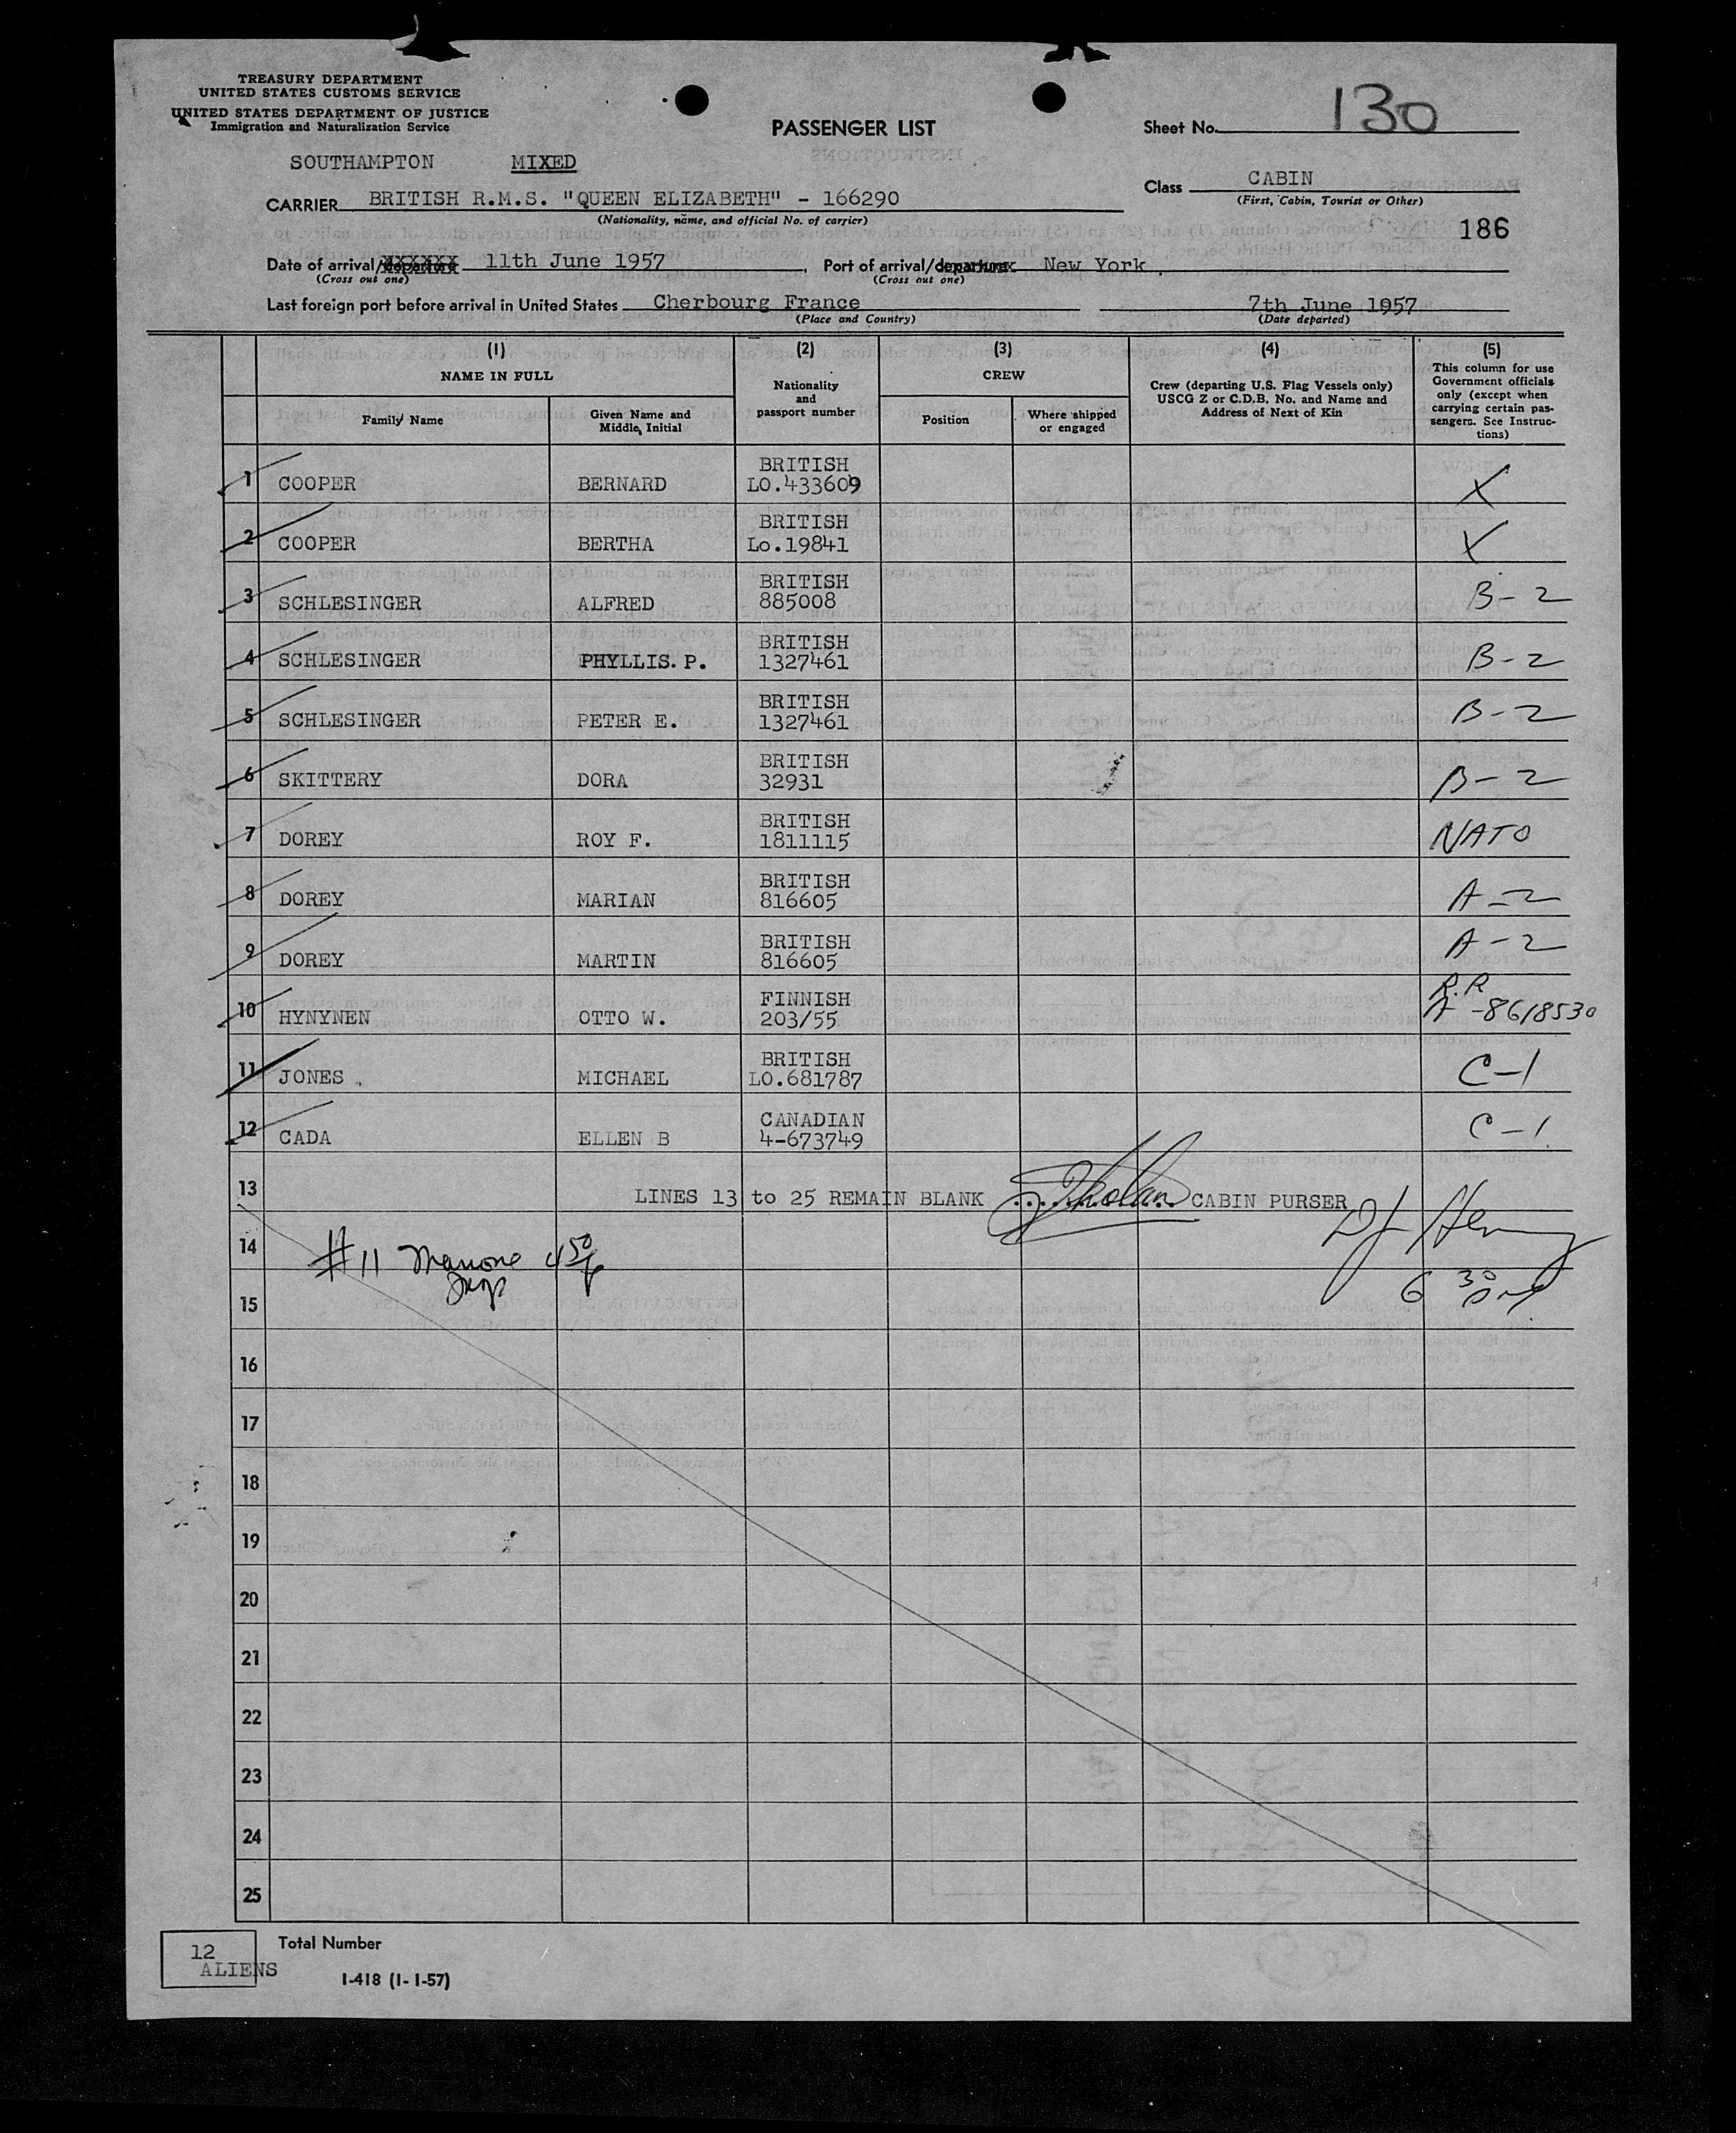 TREASURY DEPARTMENT
UNITED STATES CUSTOMS SERVICE
UNITED STATES DEPARTMENT OF JUSTICE
Immigration and Naturalization Service
PASSENGER LIST
Sheet No. 130
SOUTHAMPTON MIXED
CARRIER BRITISH R.M.S. "QUEEN ELIZABETH" - 166290
(Nationality, name, and official No. of carrier)
Class CABIN
(First, Cabin, Tourist or Other)
186
Date of arrival/departure 11th June 1957
(Cross out one)
Port of arrival/departure New York
(Cross out one)
Last foreign port before arrival in United States Cherbourg France
(Place and Country)
7th June 1957
(Date departed)
(1) (2) (3) (4) (5)
NAME IN FULL
Family Name
Given Name and Middle Initial
Nationality and passport number
CREW
Position
Where shipped or engaged
Crew (departing U.S. Flag Vessels only)
USCG Z or C.D.B. No. and Name and
Address of Next of Kin
This column for use
Government officials
only (except when
carrying certain pas-
sengers. See Instruc-
tions)
1 COOPER BERNARD BRITISH LO.433609 X
2 COOPER BERTHA BRITISH Lo.19841 X
3 SCHLESINGER ALFRED BRITISH 885008 B-2
4 SCHLESINGER PHYLLIS. P. BRITISH 1327461 B-2
5 SCHLESINGER PETER E. BRITISH 1327461 B-2
6 SKITTERY DORA BRITISH 32931 B-2
7 DOREY ROY F. BRITISH 1811115 NATO
8 DOREY MARIAN BRITISH 816605 A-2
9 DOREY MARTIN BRITISH 816605 A-2
10 HYNYNEN OTTO W. FINNISH 203/55 R.P. A-8618530
11 JONES MICHAEL BRITISH LO.681787 C-1
12 CADA ELLEN B CANADIAN 4-673749 C-1
13 LINES 13 to 25 REMAIN BLANK CABIN PURSER
14 #11
15 6 30 PM
16
17
18
19
20
21
22
23
24
25
12 ALIENS
Total Number
I-418 (1-1-57)